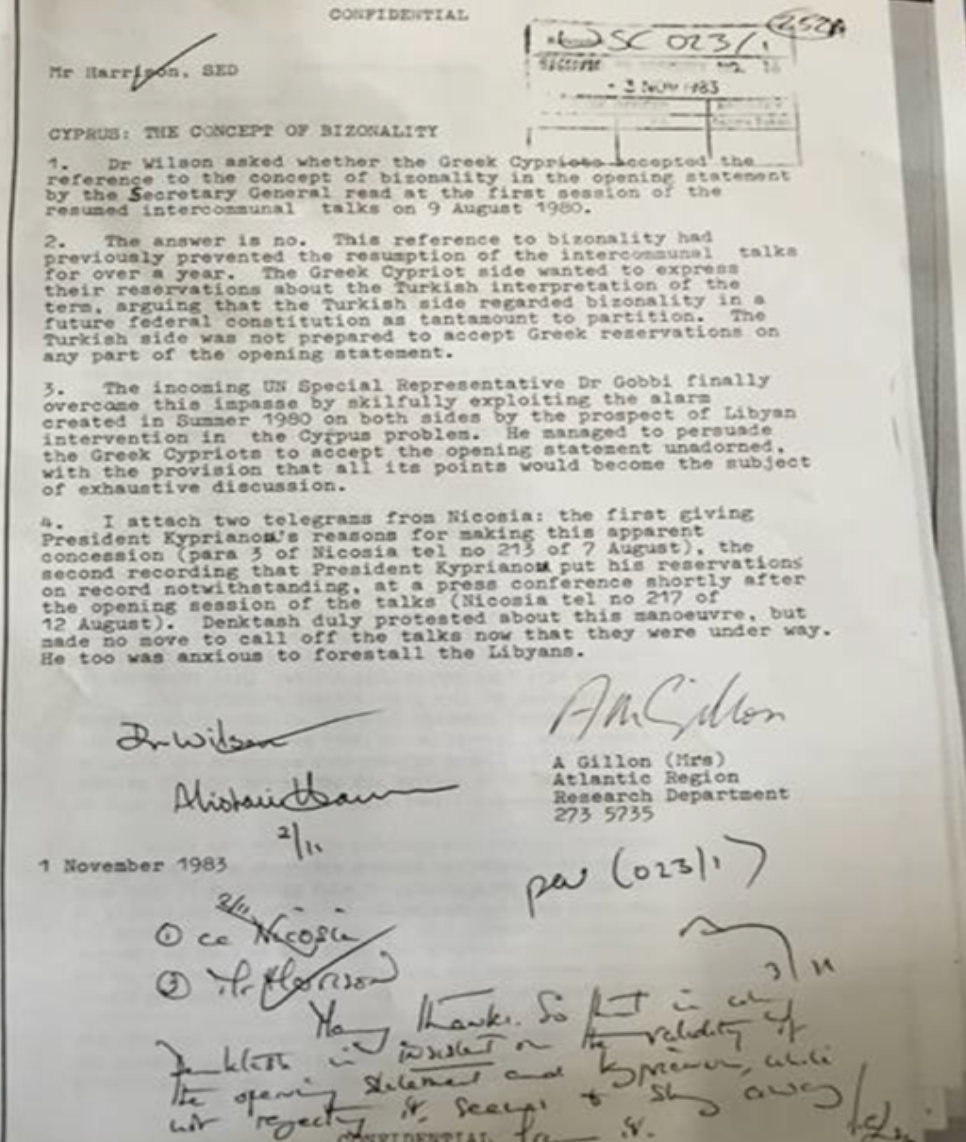 CONFIDENTIAL
252A
SC 023/1
Mr Harrison, SED
2 NOV 1983
CYPRUS: THE CONCEPT OF BIZONALITY
1. Dr Wilson asked whether the Greek Cypriots accepted the
reference to the concept of bizonality in the opening statement
by the Secretary General read at the first session of the
resumed intercommunal talks on 9 August 1980.
2. The answer is no. This reference to bizonality had
previously prevented the resumption of the intercommunal talks
for over a year. The Greek Cypriot side wanted to express
their reservations about the Turkish interpretation of the
term, arguing that the Turkish side regarded bizonality in a
future federal constitution as tantamount to partition. The
Turkish side was not prepared to accept Greek reservations on
any part of the opening statement.
3. The incoming UN Special Representative Dr Gobbi finally
overcame this impasse by skilfully exploiting the alarm
created in Summer 1980 on both sides by the prospect of Libyan
intervention in the Cyrpus problem. He managed to persuade
the Greek Cypriots to accept the opening statement unadorned,
with the provision that all its points would become the subject
of exhaustive discussion.
4. I attach two telegrams from Nicosia: the first giving
President Kyprianou's reasons for making this apparent
concession (para 3 of Nicosia tel no 213 of 7 August), the
second recording that President Kyprianou put his reservations
on record notwithstanding, at a press conference shortly after
the opening session of the talks (Nicosia tel no 217 of
12 August). Denktash duly protested about this manoeuvre, but
made no move to call off the talks now that they were under way.
He too was anxious to forestall the Libyans.
AM Gillon
Dr Wilson
A Gillon (Mrs)
Atlantic Region
Research Department
273 5735
Alistair
2/11
1 November 1983
(023/1)
2/11
① cc Nicosia
② Mr Harrison
3/11
Many thanks. So that is why
Denktash is insistent on the validity of
the opening statement and Kyprianou, while
not rejecting it, seems to shy away
CONFIDENTIAL